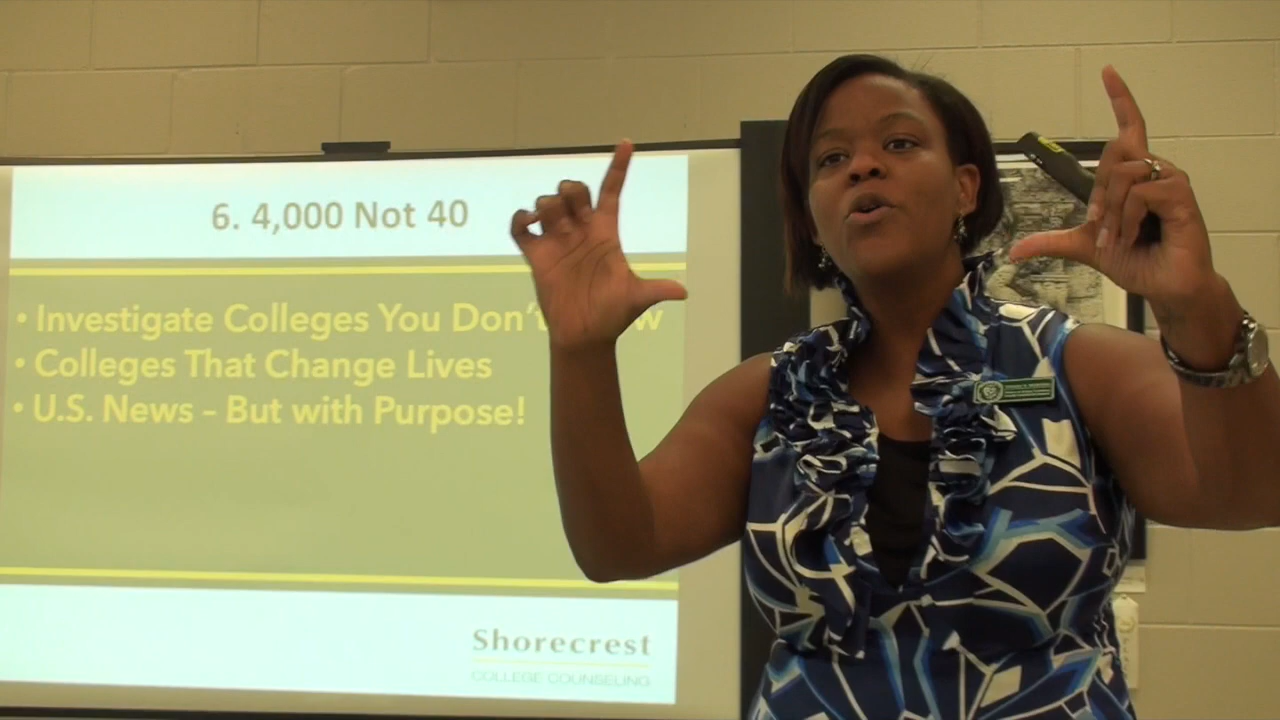 6. 4,000 Not 40
• Investigate Colleges You Don't
• Colleges That Change Lives
• U.S. News – But with Purpose!
Shorecrest
COLLEGE COUNSELING